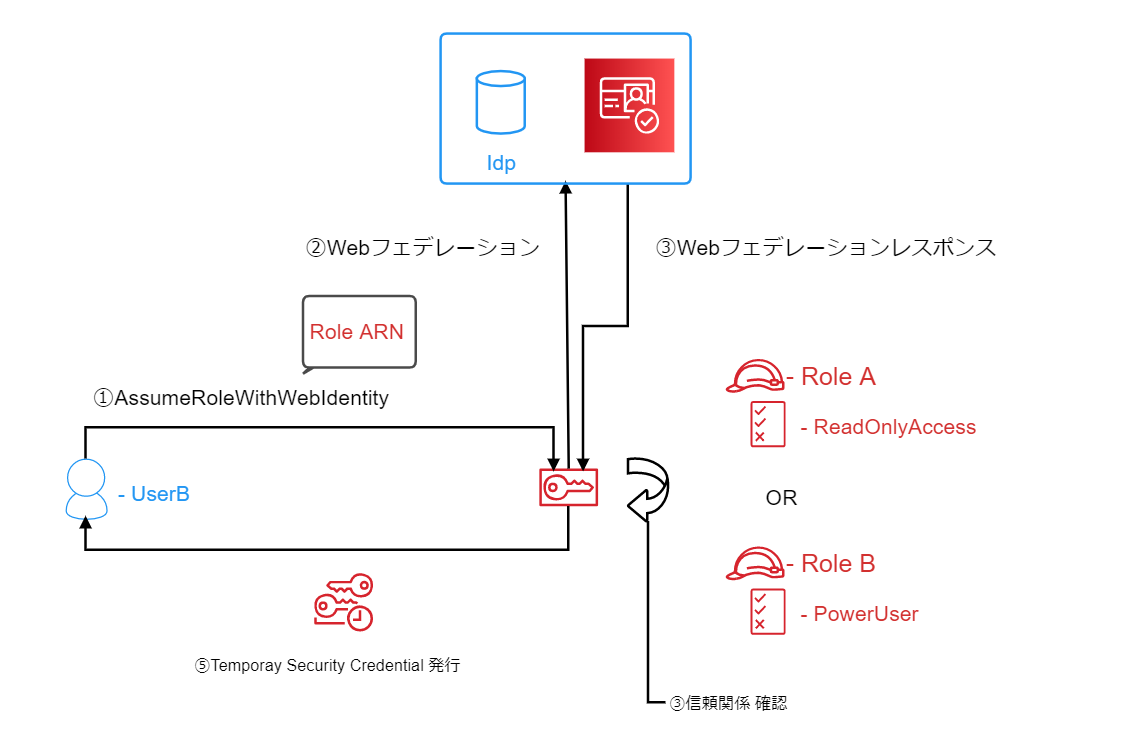 Idp
②Webフェデレーション
③Webフェデレーションレスポンス
Role ARN
①AssumeRoleWithWebIdentity
- Role A
- ReadOnlyAccess
- UserB
OR
- Role B
- PowerUser
⑤Temporay Security Credential 発行
③信頼関係 確認